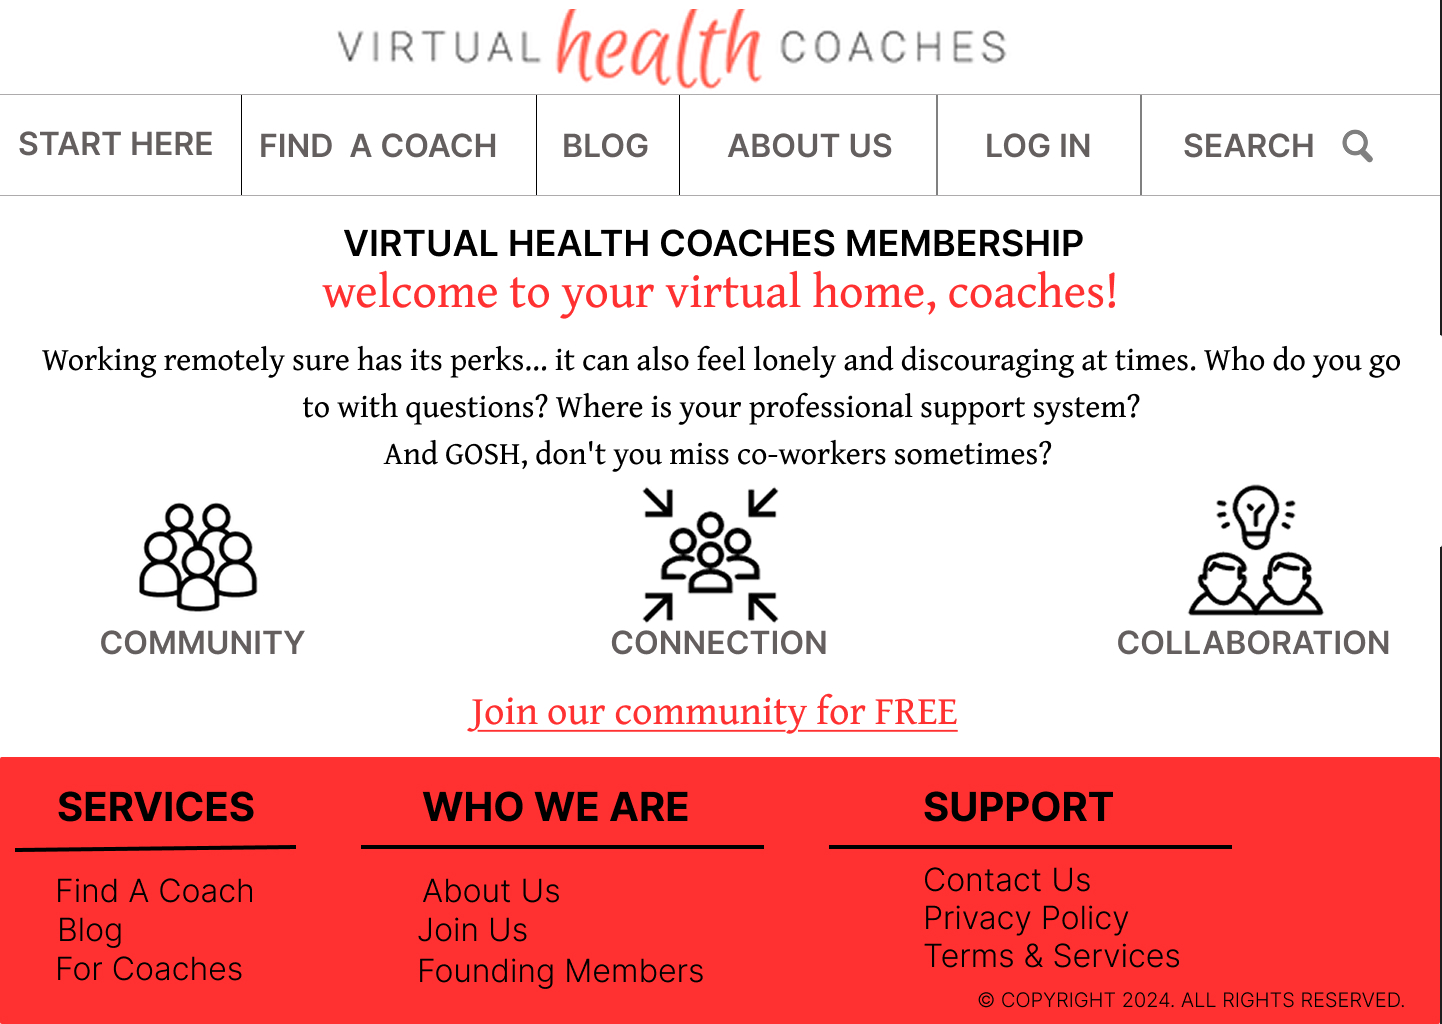 VIRTUAL health COACHES
START HERE
FIND A COACH
BLOG
ABOUT US
LOG IN
SEARCH
VIRTUAL HEALTH COACHES MEMBERSHIP
welcome to your virtual home, coaches!
Working remotely sure has its perks... it can also feel lonely and discouraging at times. Who do you go
to with questions? Where is your professional support system?
And GOSH, don't you miss co-workers sometimes?
COMMUNITY
CONNECTION
COLLABORATION
Join our community for FREE
SERVICES
Find A Coach
Blog
For Coaches
WHO WE ARE
About Us
Join Us
Founding Members
SUPPORT
Contact Us
Privacy Policy
Terms & Services
© COPYRIGHT 2024. ALL RIGHTS RESERVED.